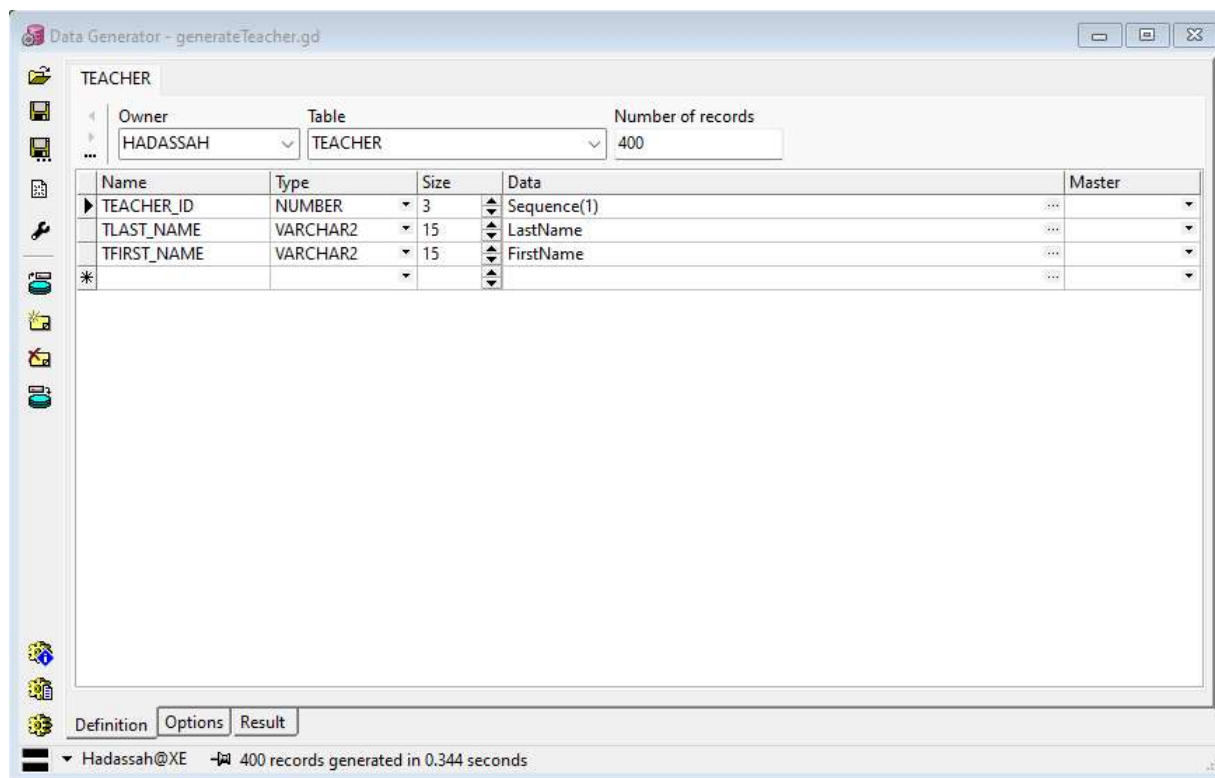 Data Generator - generateTeacher.gd
TEACHER
Owner Table Number of records
HADASSAH TEACHER 400
Name Type Size Data Master
TEACHER_ID NUMBER 3 Sequence(1) ...
TLAST_NAME VARCHAR2 15 LastName ...
TFIRST_NAME VARCHAR2 15 FirstName ...
* ...
Definition Options Result
Hadassah@XE 400 records generated in 0.344 seconds